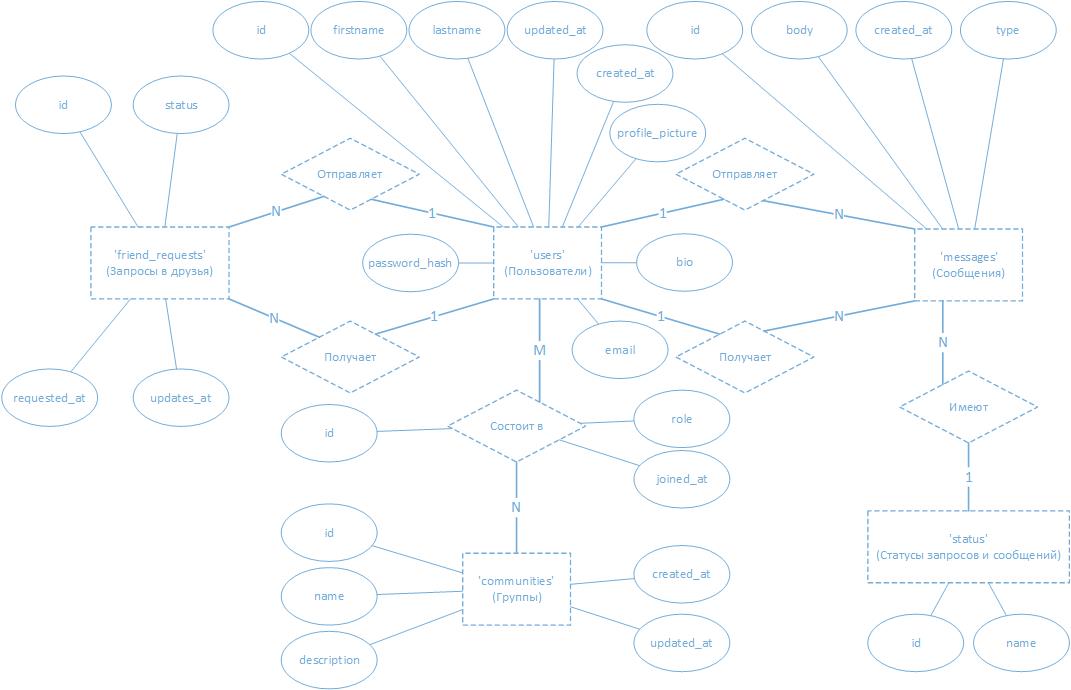 id
firstname
lastname
updated_at
id
body
created_at
type
created_at
id
status
profile_picture
Отправляет
Отправляет
N
1
1
N
'friend_requests'
(Запросы в друзья)
password_hash
'users'
(Пользователи)
bio
'messages'
(Сообщения)
N
1
1
N
Получает
M
email
Получает
N
requested_at
updates_at
Имеют
id
Состоит в
role
joined_at
1
N
id
'status'
(Статусы запросов и сообщений)
name
'communities'
(Группы)
created_at
description
updated_at
id
name